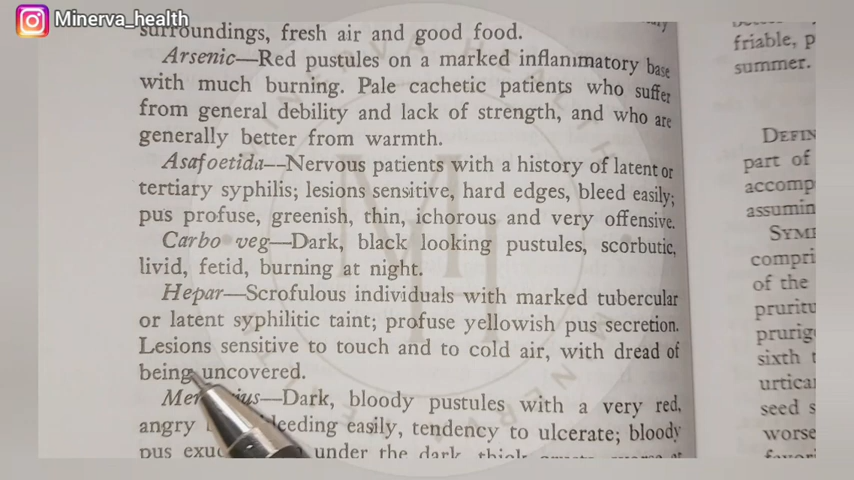 Minerva_health
surroundings, fresh air and good food.
Arsenic—Red pustules on a marked inflammatory base
with much burning. Pale cachetic patients who suffer
from general debility and lack of strength, and who are
generally better from warmth.
Asafoetida—Nervous patients with a history of latent or
tertiary syphilis; lesions sensitive, hard edges, bleed easily;
pus profuse, greenish, thin, ichorous and very offensive.
Carbo veg—Dark, black looking pustules, scorbutic,
livid, fetid, burning at night.
Hepar—Scrofulous individuals with marked tubercular
or latent syphilitic taint; profuse yellowish pus secretion.
Lesions sensitive to touch and to cold air, with dread of
being uncovered.
Dark, bloody pustules with a very red,
angry easily, tendency to ulcerate; bloody
pus under the dark, thick
friable, p
summer.
DEFIN
part of
accomp
assumin
SYM
compri
of the
pruritu
prurig
sixth t
urticar
seed s
worse
MH
MINERVA HEALTH